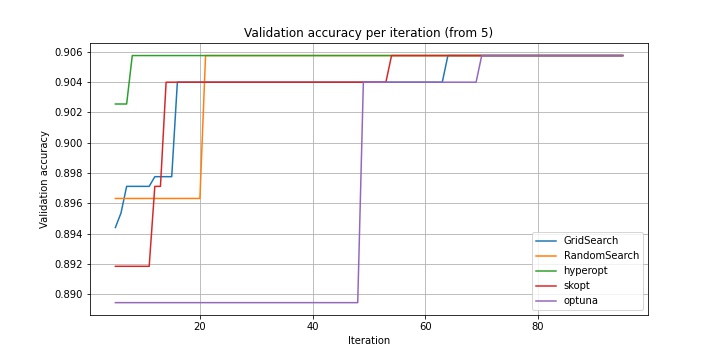 Validation accuracy per iteration (from 5)
Validation accuracy
0.906
0.904
0.902
0.900
0.898
0.896
0.894
0.892
0.890
GridSearch
RandomSearch
hyperopt
skopt
optuna
20
40
60
80
Iteration